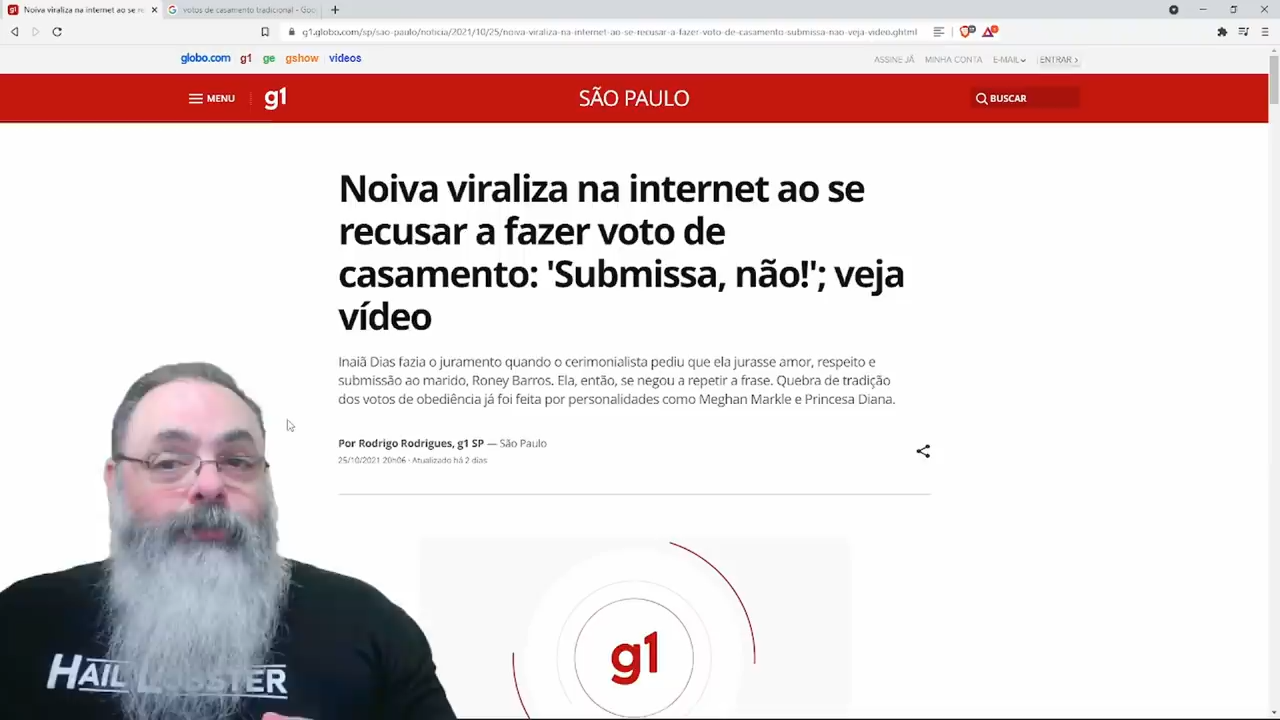 Noiva viraliza na internet ao se re
votos de casamento tradicional - Goo
g1.globo.com/sp/sao-paulo/noticia/2021/10/25/noiva-viraliza-na-internet-ao-se-recusar-a-fazer-voto-de-casamento-submissa-nao-veja-video.ghtml
globo.com g1 ge gshow videos
ASSINE JÁ MINHA CONTA E-MAIL ENTRAR
MENU g1 SÃO PAULO BUSCAR
Noiva viraliza na internet ao se
recusar a fazer voto de
casamento: 'Submissa, não!'; veja
vídeo
Inaiã Dias fazia o juramento quando o cerimonialista pediu que ela jurasse amor, respeito e
submissão ao marido, Roney Barros. Ela, então, se negou a repetir a frase. Quebra de tradição
dos votos de obediência já foi feita por personalidades como Meghan Markle e Princesa Diana.
Por Rodrigo Rodrigues, g1 SP — São Paulo
25/10/2021 20h06 · Atualizado há 2 dias
g1
HAIL LOBSTER